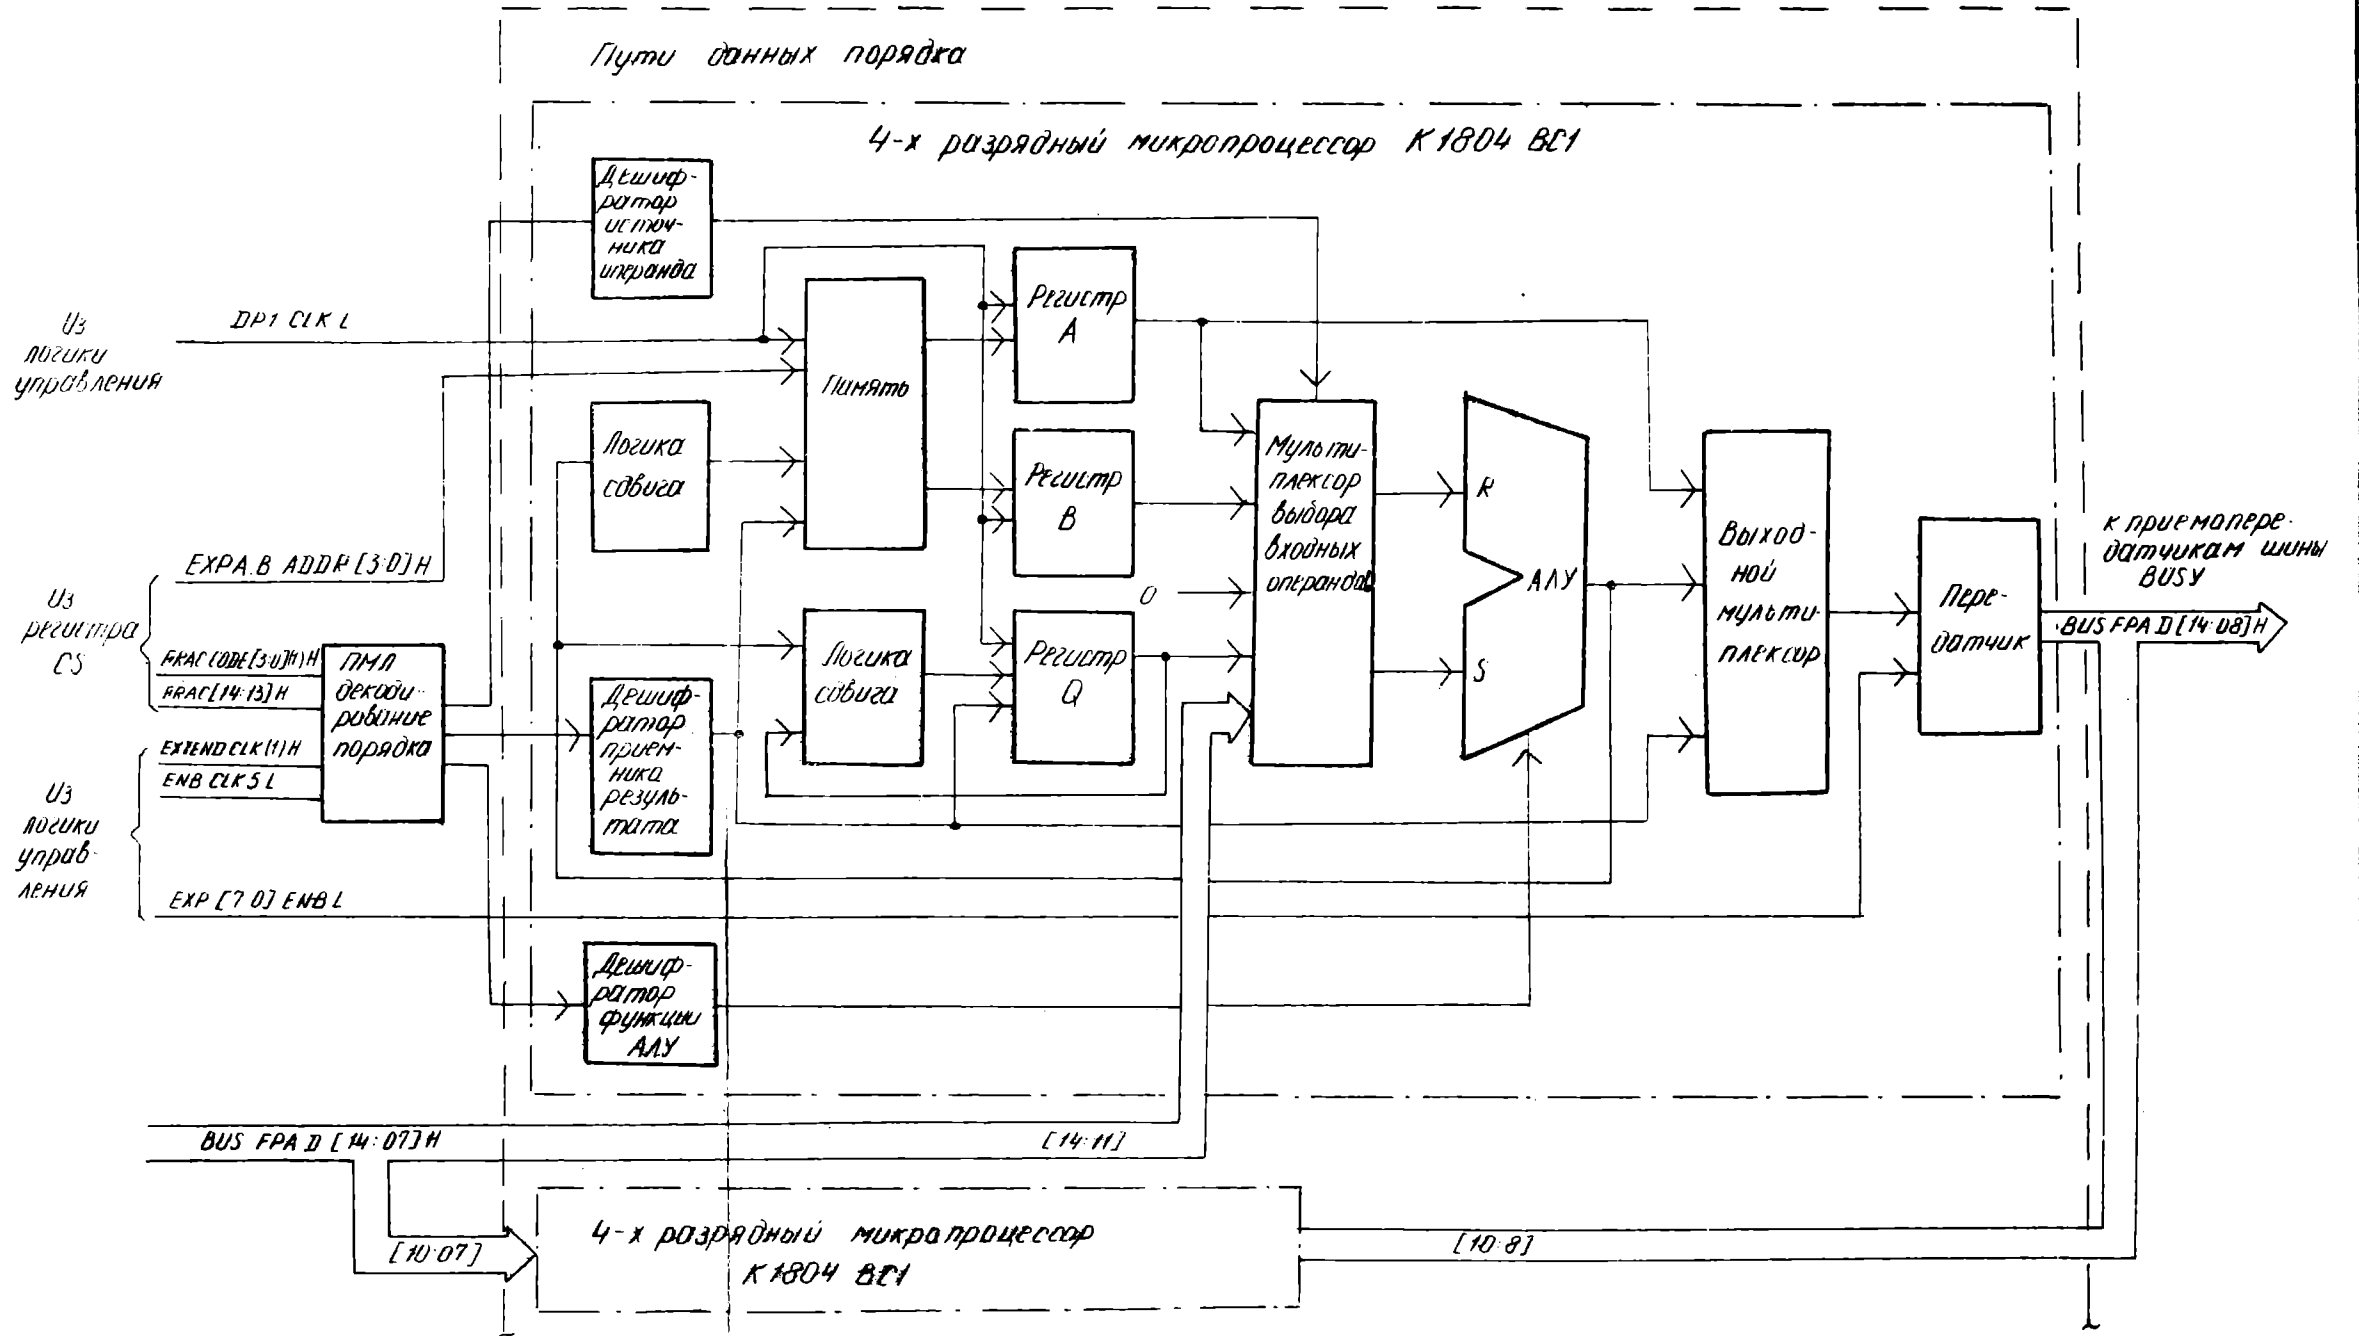 Пути данных порядка
4-х разрядный микропроцессор К1804 ВС1
Дешиф-
ратор
источ-
ника
операнда
Из
логики
управления
DP1 CLK L
Память
Регистр
A
Логика
сдвига
Регистр
B
Мульти-
плексор
выбора
входных
операндов
0
R
S
АЛУ
Выход-
ной
мульти-
плексор
Пере-
датчик
к приемопере-
датчикам шины
BUSY
BUS FPA D [14:08] H
Из
регистра
CS
EXPA.B ADDR [3:0] H
FRAC CODE [3:0](1) H
FRAC [14:13] H
ПМЛ
декоди-
рование
порядка
Дешиф-
ратор
прием-
ника
резуль-
тата
Логика
сдвига
Регистр
Q
Из
логики
управ-
ления
EXTEND CLK (1) H
ENB CLK S L
EXP [7:0] ENB L
Дешиф-
ратор
функции
АЛУ
BUS FPA D [14:07] H
[14:11]
[10:07]
4-х разрядный микропроцессор
К1804 ВС1
[10:8]